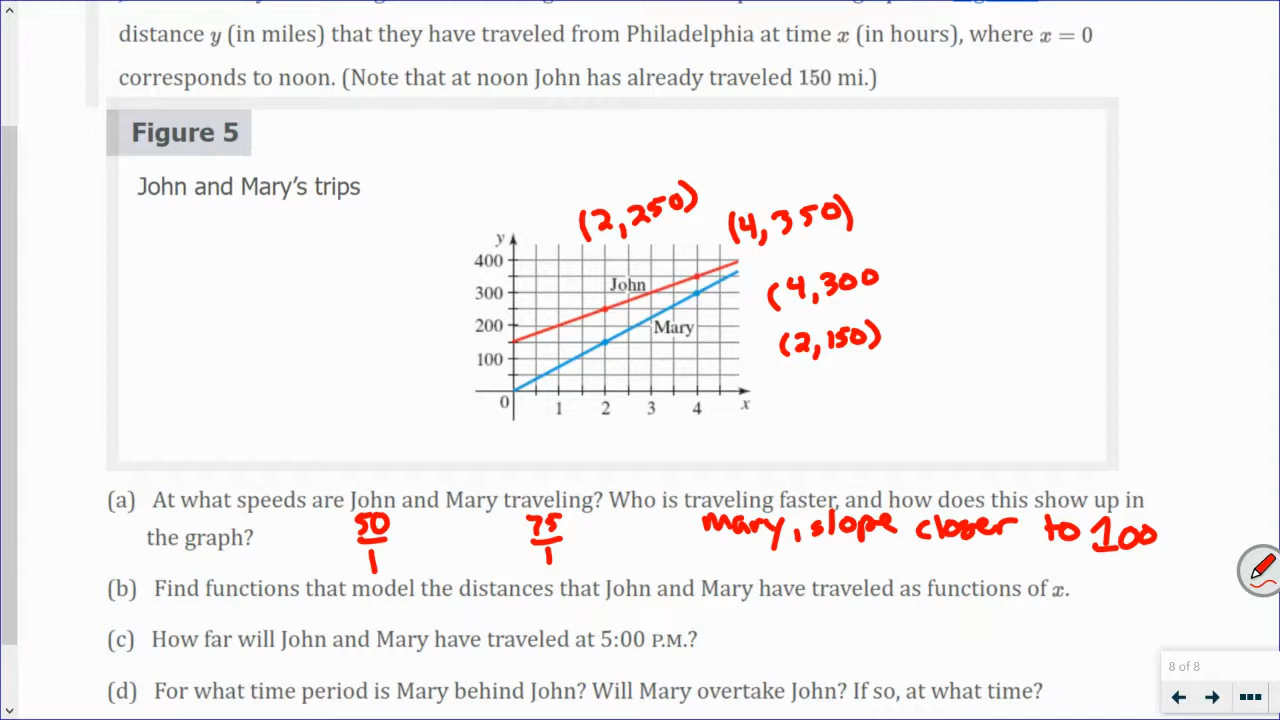 distance y (in miles) that they have traveled from Philadelphia at time x (in hours), where x = 0
corresponds to noon. (Note that at noon John has already traveled 150 mi.)
Figure 5
John and Mary's trips
(2,250)
(4,350)
y
400
John
(4,300
300
200
Mary
(2,150)
100
0
1
2
3
4
x
(a) At what speeds are John and Mary traveling? Who is traveling faster, and how does this show up in
50/1
75/1
mary, slope closer to 100
the graph?
(b) Find functions that model the distances that John and Mary have traveled as functions of x.
(c) How far will John and Mary have traveled at 5:00 P.M.?
(d) For what time period is Mary behind John? Will Mary overtake John? If so, at what time?
8 of 8